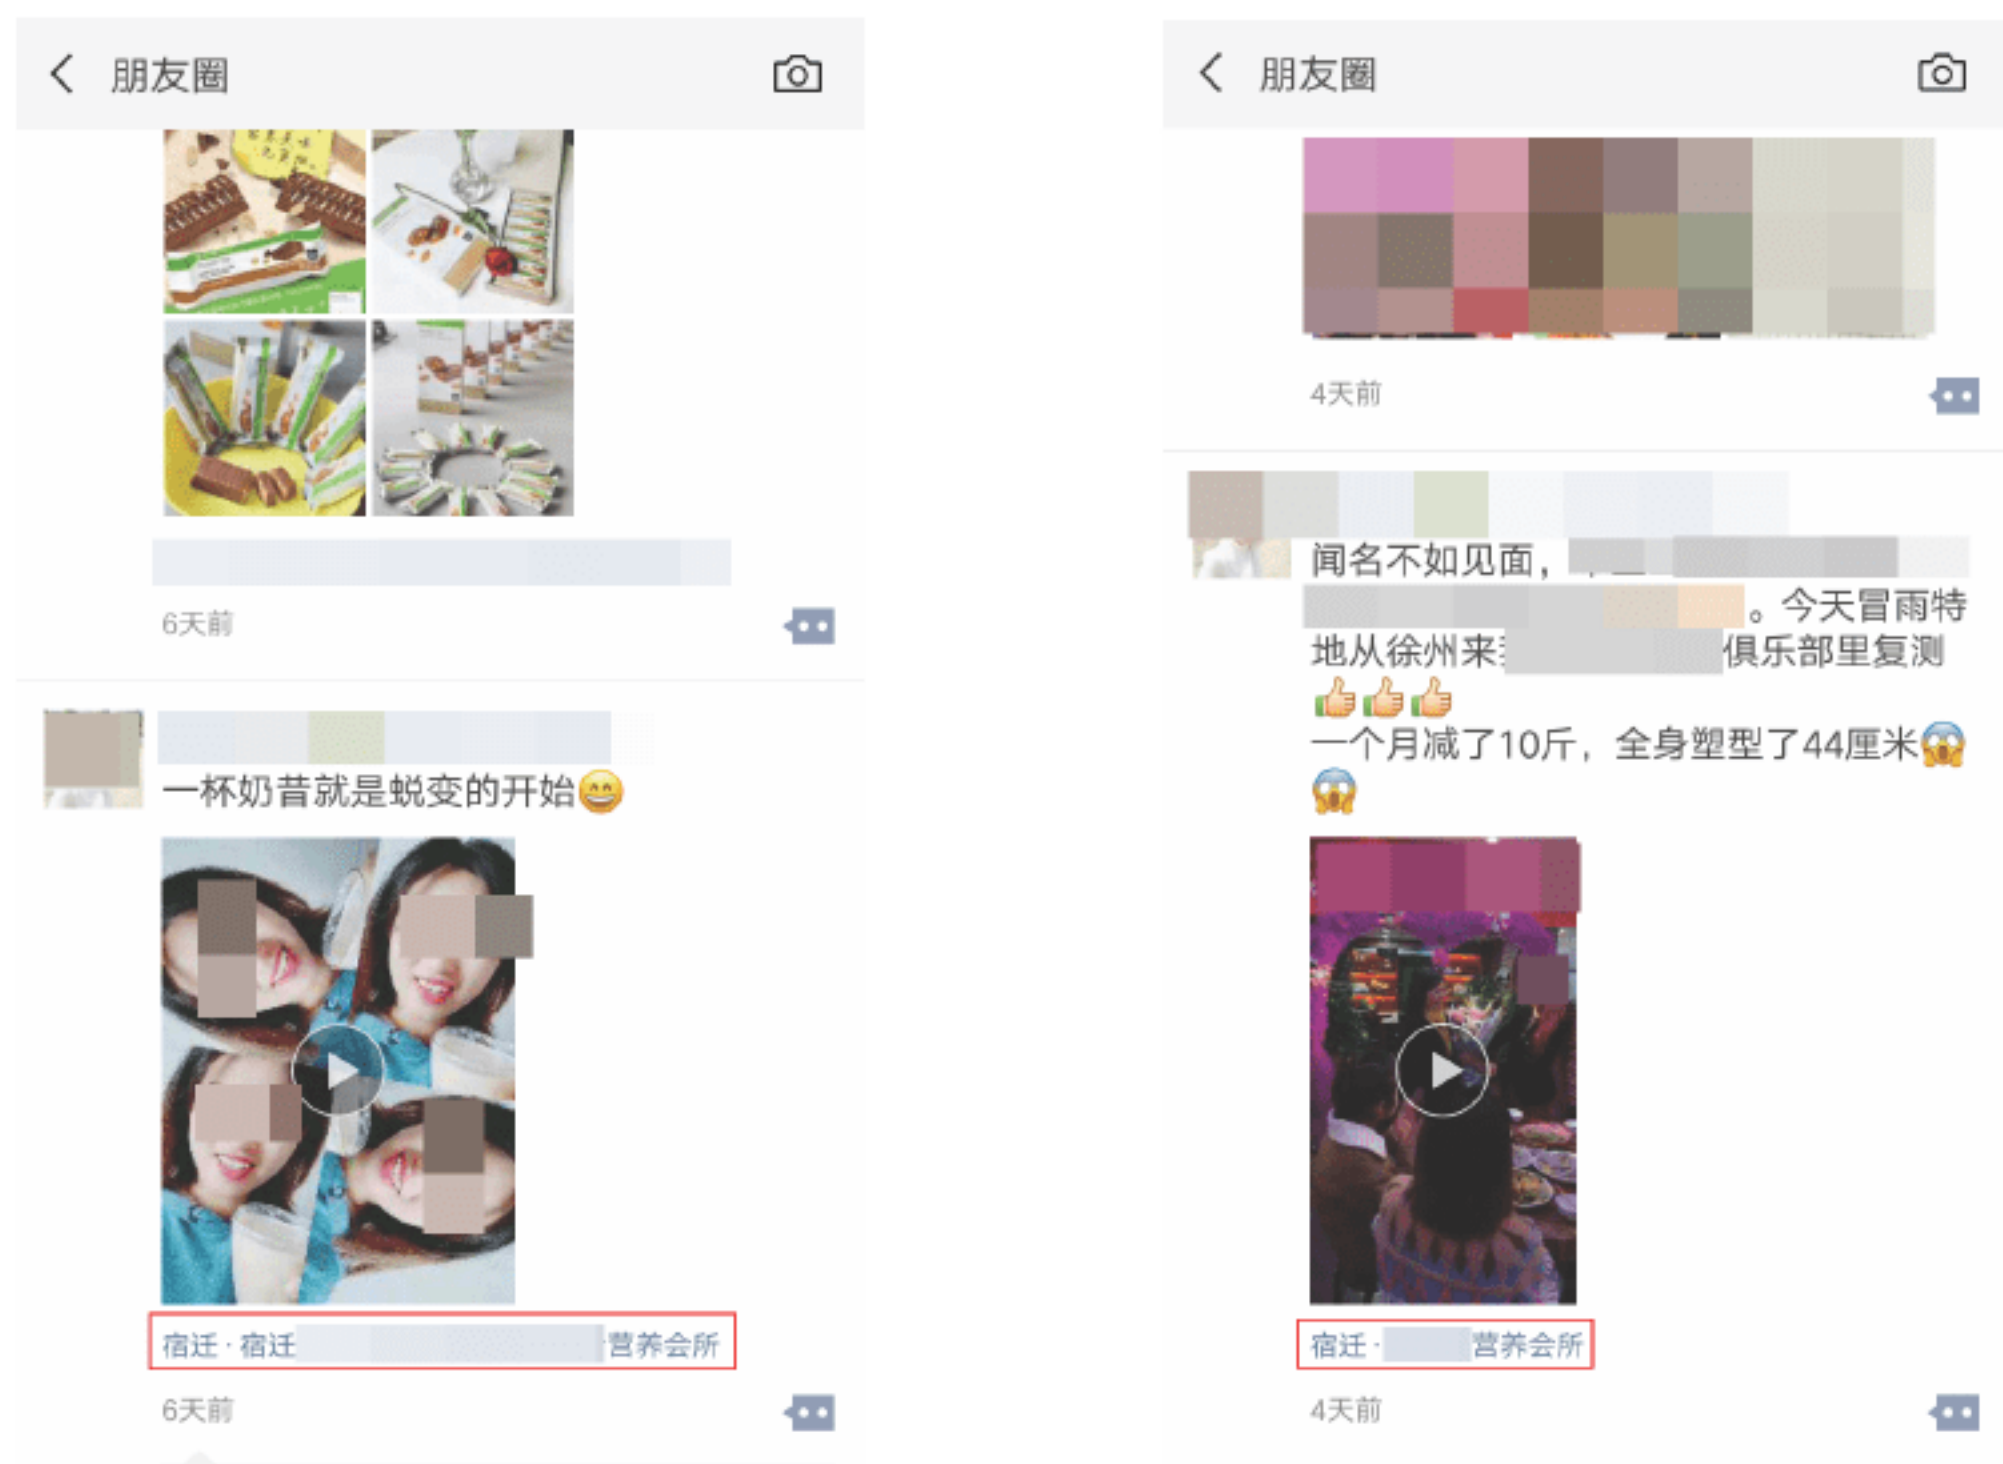 朋友圈
6天前
一杯奶昔就是蜕变的开始
宿迁·宿迁
营养会所
6天前
朋友圈
4天前
闻名不如见面，
。今天冒雨特
地从徐州来
俱乐部里复测
一个月减了10斤，全身塑型了44厘米
宿迁·
营养会所
4天前